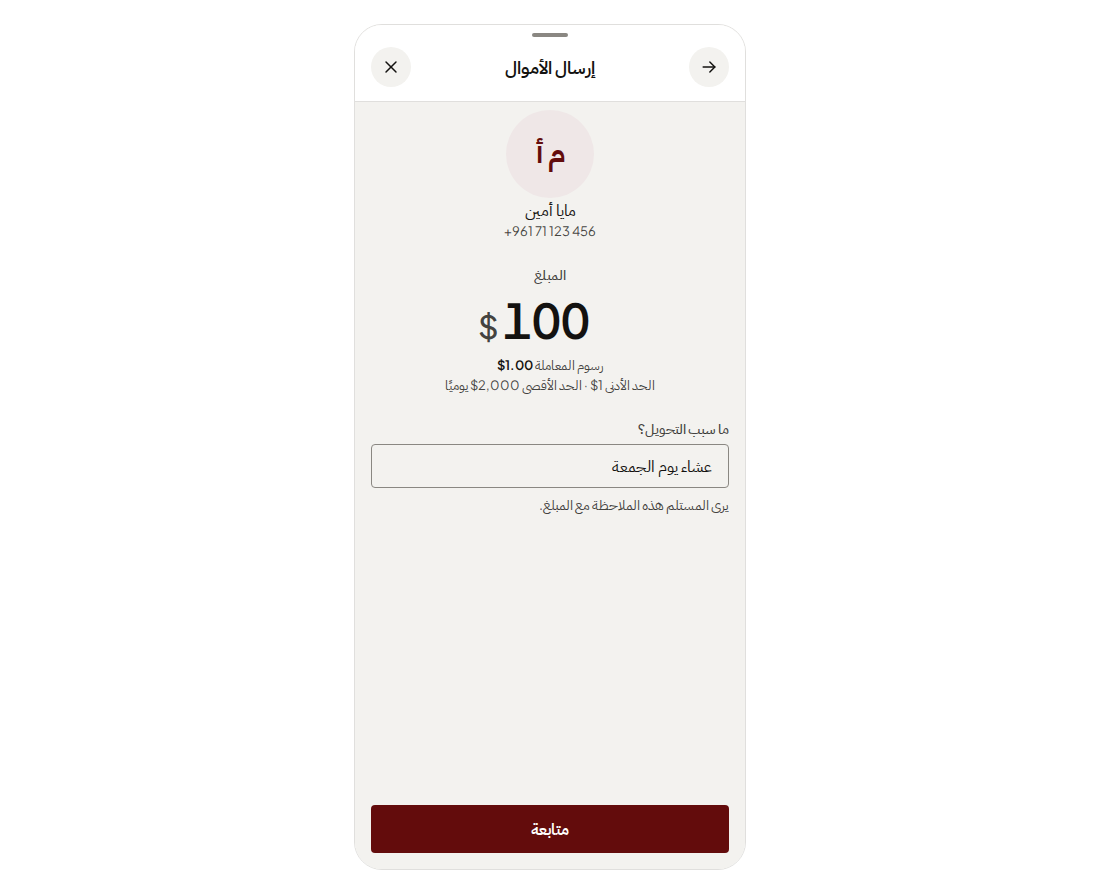 إرسال الأموال
م أ
مايا أمين
+961 71 123 456
المبلغ
$100
رسوم المعاملة $1.00
الحد الأدنى $1 · الحد الأقصى $2,000 يوميًا
ما سبب التحويل؟
عشاء يوم الجمعة
يرى المستلم هذه الملاحظة مع المبلغ.
متابعة